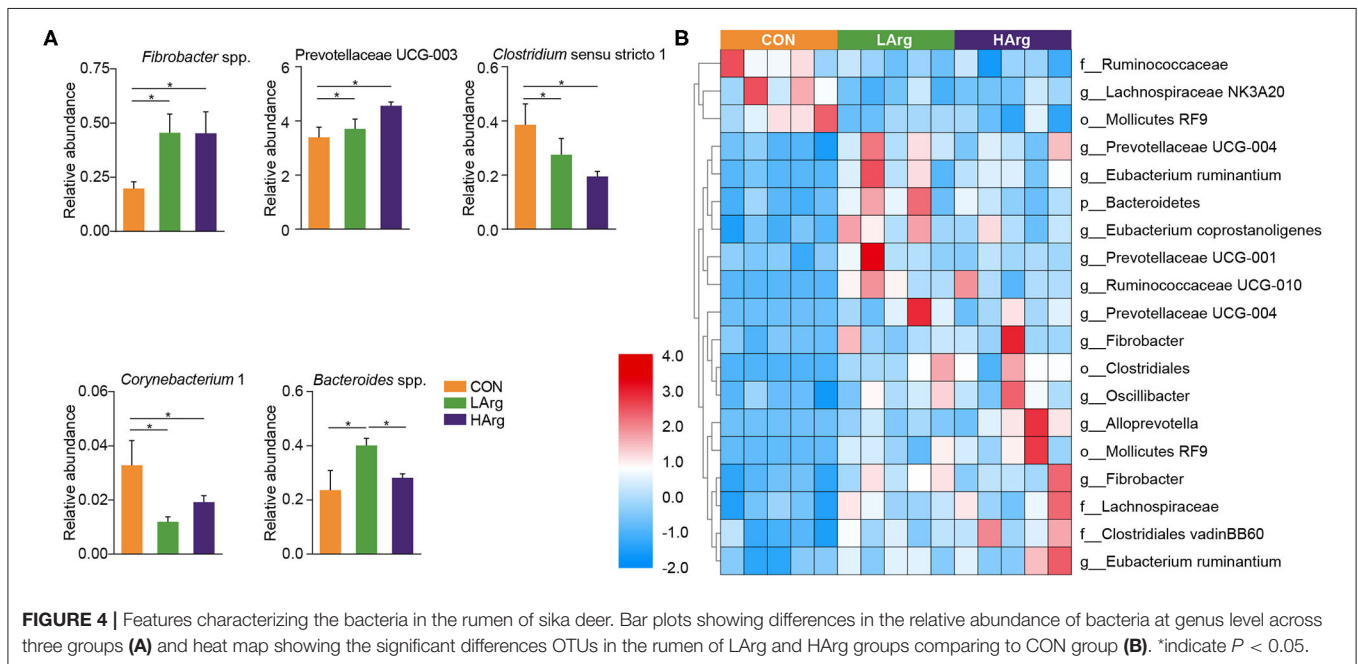 A
Fibrobacter spp.
Relative abundance
0.75
0.50
0.25
0.00
*
*
Prevotellaceae UCG-003
Relative abundance
6
4
2
0
*
*
Clostridium sensu stricto 1
Relative abundance
0.6
0.4
0.2
0.0
*
*
Corynebacterium 1
Relative abundance
0.06
0.04
0.02
0.00
*
*
Bacteroides spp.
Relative abundance
0.6
0.4
0.2
0.0
*
*
CON
LArg
HArg
B
CON LArg HArg
f__Ruminococcaceae
g__Lachnospiraceae NK3A20
o__Mollicutes RF9
g__Prevotellaceae UCG-004
g__Eubacterium ruminantium
p__Bacteroidetes
g__Eubacterium coprostanoligenes
g__Prevotellaceae UCG-001
g__Ruminococcaceae UCG-010
g__Prevotellaceae UCG-004
g__Fibrobacter
o__Clostridiales
g__Oscillibacter
g__Alloprevotella
o__Mollicutes RF9
g__Fibrobacter
f__Lachnospiraceae
f__Clostridiales vadinBB60
g__Eubacterium ruminantium
4.0
3.0
2.0
1.0
0.0
-1.0
-2.0
FIGURE 4 | Features characterizing the bacteria in the rumen of sika deer. Bar plots showing differences in the relative abundance of bacteria at genus level across
three groups (A) and heat map showing the significant differences OTUs in the rumen of LArg and HArg groups comparing to CON group (B). *indicate P < 0.05.